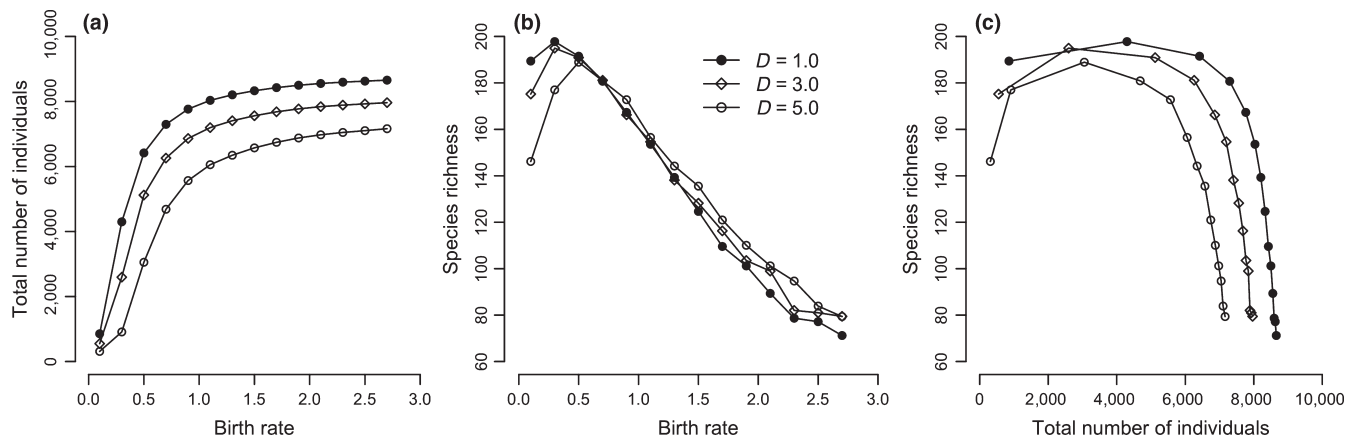 (a)
Total number of individuals
10,000
8,000
6,000
4,000
2,000
0
0.0 0.5 1.0 1.5 2.0 2.5 3.0
Birth rate
(b)
Species richness
200
180
160
140
120
100
80
60
D = 1.0
D = 3.0
D = 5.0
0.0 0.5 1.0 1.5 2.0 2.5 3.0
Birth rate
(c)
Species richness
200
180
160
140
120
100
80
60
0 2,000 4,000 6,000 8,000 10,000
Total number of individuals